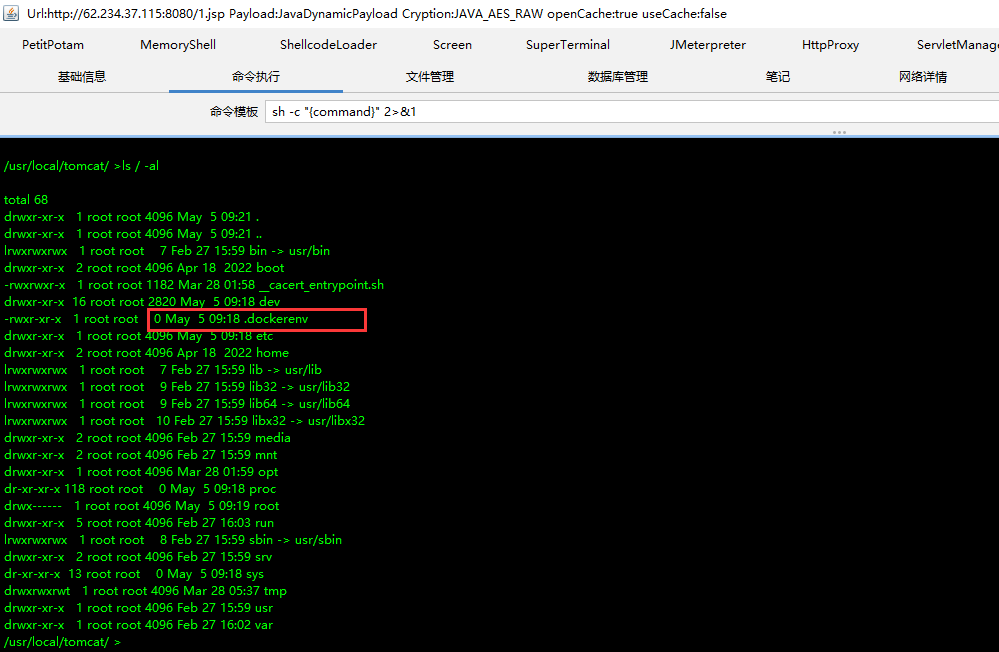 Url:http://62.234.37.115:8080/1.jsp Payload:JavaDynamicPayload Cryption:JAVA_AES_RAW openCache:true useCache:false
PetitPotam MemoryShell ShellcodeLoader Screen SuperTerminal JMeterpreter HttpProxy ServletManag
基础信息 命令执行 文件管理 数据库管理 笔记 网络详情
命令模板 sh -c "{command}" 2>&1
/usr/local/tomcat/ >ls / -al
total 68
drwxr-xr-x 1 root root 4096 May 5 09:21 .
drwxr-xr-x 1 root root 4096 May 5 09:21 ..
lrwxrwxrwx 1 root root 7 Feb 27 15:59 bin -> usr/bin
drwxr-xr-x 2 root root 4096 Apr 18 2022 boot
-rwxrwxr-x 1 root root 1182 Mar 28 01:58 __cacert_entrypoint.sh
drwxr-xr-x 16 root root 2820 May 5 09:18 dev
-rwxr-xr-x 1 root root 0 May 5 09:18 .dockerenv
drwxr-xr-x 1 root root 4096 May 5 09:18 etc
drwxr-xr-x 2 root root 4096 Apr 18 2022 home
lrwxrwxrwx 1 root root 7 Feb 27 15:59 lib -> usr/lib
lrwxrwxrwx 1 root root 9 Feb 27 15:59 lib32 -> usr/lib32
lrwxrwxrwx 1 root root 9 Feb 27 15:59 lib64 -> usr/lib64
lrwxrwxrwx 1 root root 10 Feb 27 15:59 libx32 -> usr/libx32
drwxr-xr-x 2 root root 4096 Feb 27 15:59 media
drwxr-xr-x 2 root root 4096 Feb 27 15:59 mnt
drwxr-xr-x 1 root root 4096 Mar 28 01:59 opt
dr-xr-xr-x 118 root root 0 May 5 09:18 proc
drwx------ 1 root root 4096 May 5 09:19 root
drwxr-xr-x 5 root root 4096 Feb 27 16:03 run
lrwxrwxrwx 1 root root 8 Feb 27 15:59 sbin -> usr/sbin
drwxr-xr-x 2 root root 4096 Feb 27 15:59 srv
dr-xr-xr-x 13 root root 0 May 5 09:18 sys
drwxrwxrwt 1 root root 4096 Mar 28 05:37 tmp
drwxr-xr-x 1 root root 4096 Feb 27 15:59 usr
drwxr-xr-x 1 root root 4096 Feb 27 16:02 var
/usr/local/tomcat/ >